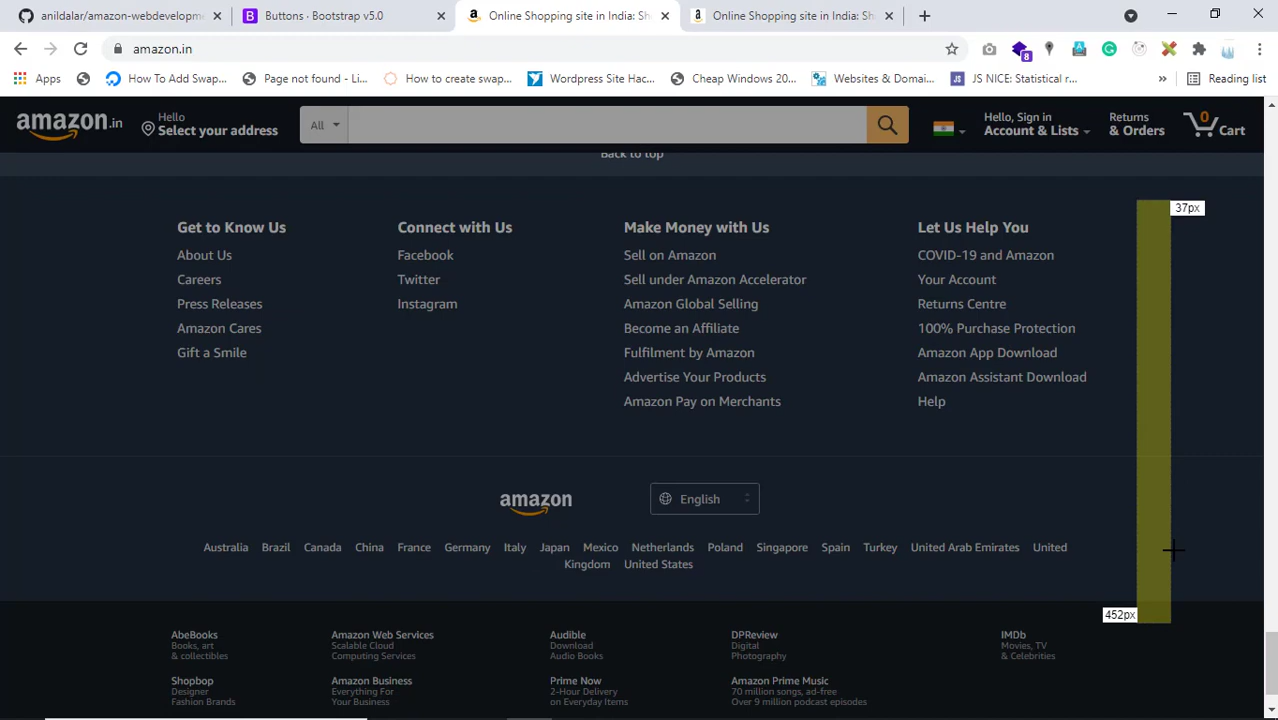 anildalar/amazon-webdevelopme
Buttons · Bootstrap v5.0
Online Shopping site in India: Sh
Online Shopping site in India: Sh
amazon.in
8
Apps
How To Add Swap...
Page not found - Li...
How to create swap...
Wordpress Site Hac...
Cheap Windows 20...
Websites & Domai...
JS NICE: Statistical r...
»
Reading list
amazon.in
Hello
Select your address
All
Hello, Sign in
Account & Lists
Returns
& Orders
0
Cart
Back to top
37px
Get to Know Us
About Us
Careers
Press Releases
Amazon Cares
Gift a Smile
Connect with Us
Facebook
Twitter
Instagram
Make Money with Us
Sell on Amazon
Sell under Amazon Accelerator
Amazon Global Selling
Become an Affiliate
Fulfilment by Amazon
Advertise Your Products
Amazon Pay on Merchants
Let Us Help You
COVID-19 and Amazon
Your Account
Returns Centre
100% Purchase Protection
Amazon App Download
Amazon Assistant Download
Help
amazon
English
Australia Brazil Canada China France Germany Italy Japan Mexico Netherlands Poland Singapore Spain Turkey United Arab Emirates United
Kingdom United States
452px
AbeBooks
Books, art
& collectibles
Amazon Web Services
Scalable Cloud
Computing Services
Audible
Download
Audio Books
DPReview
Digital
Photography
IMDb
Movies, TV
& Celebrities
Shopbop
Designer
Fashion Brands
Amazon Business
Everything For
Your Business
Prime Now
2-Hour Delivery
on Everyday Items
Amazon Prime Music
70 million songs, ad-free
Over 9 million podcast episodes